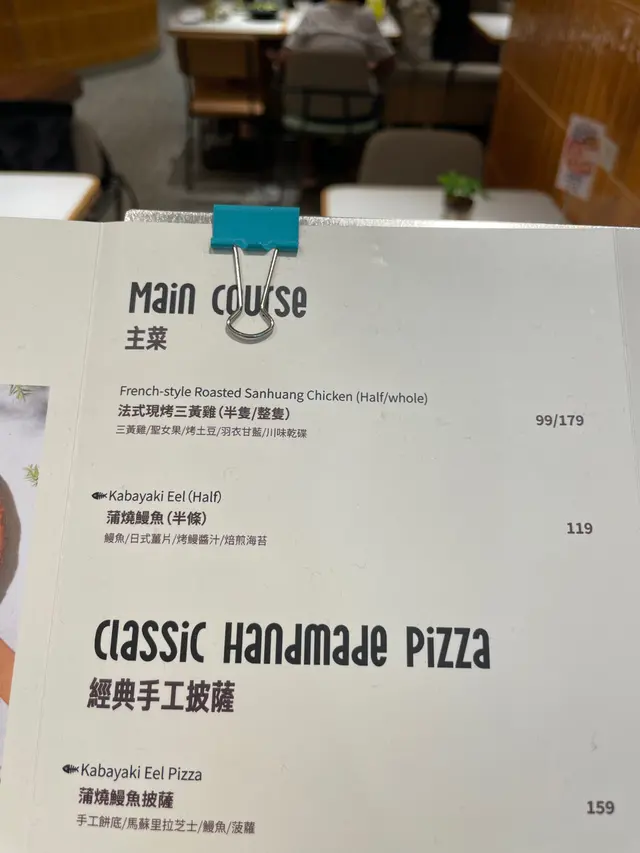 Main Course
主菜
French-style Roasted Sanhuang Chicken (Half/whole)
法式現烤三黃雞(半隻/整隻)
99/179
三黃雞/聖女果/烤土豆/羽衣甘藍/川味乾碟
Kabayaki Eel (Half)
蒲燒鰻魚(半條)
119
鰻魚/日式薑片/烤鰻醬汁/焙煎海苔
Classic Handmade Pizza
經典手工披薩
Kabayaki Eel Pizza
蒲燒鰻魚披薩
159
手工餅底/馬蘇里拉芝士/鰻魚/菠蘿